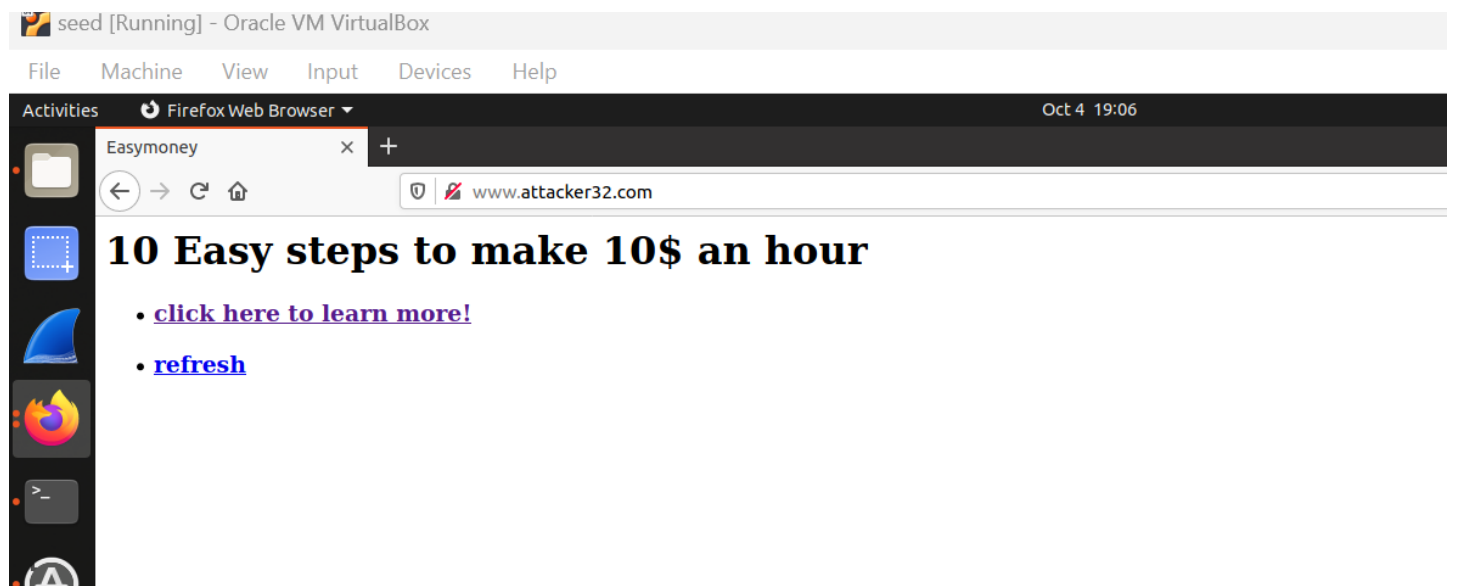 seed [Running] - Oracle VM VirtualBox
File Machine View Input Devices Help
Activities Firefox Web Browser Oct 4 19:06
Easymoney
www.attacker32.com
10 Easy steps to make 10$ an hour
click here to learn more!
refresh